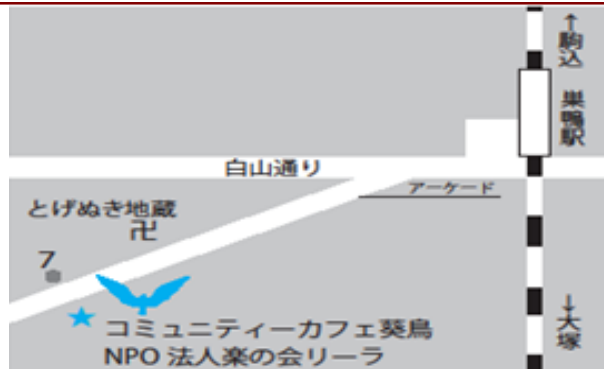 ↑駒込
巣鴨駅
白山通り
アーケード
とげぬき地蔵
卍
7
コミュニティーカフェ葵鳥
NPO 法人楽の会リーラ
↓大塚